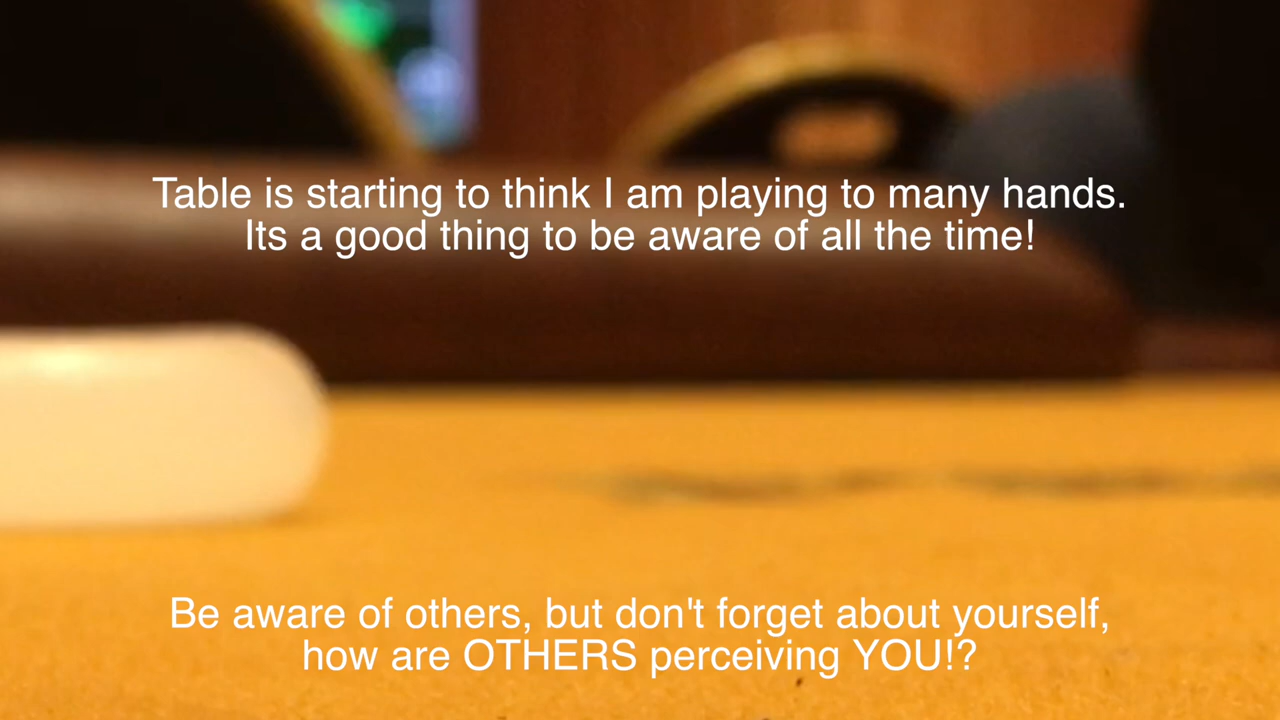 Table is starting to think I am playing to many hands.
Its a good thing to be aware of all the time!
Be aware of others, but don't forget about yourself,
how are OTHERS perceiving YOU!?